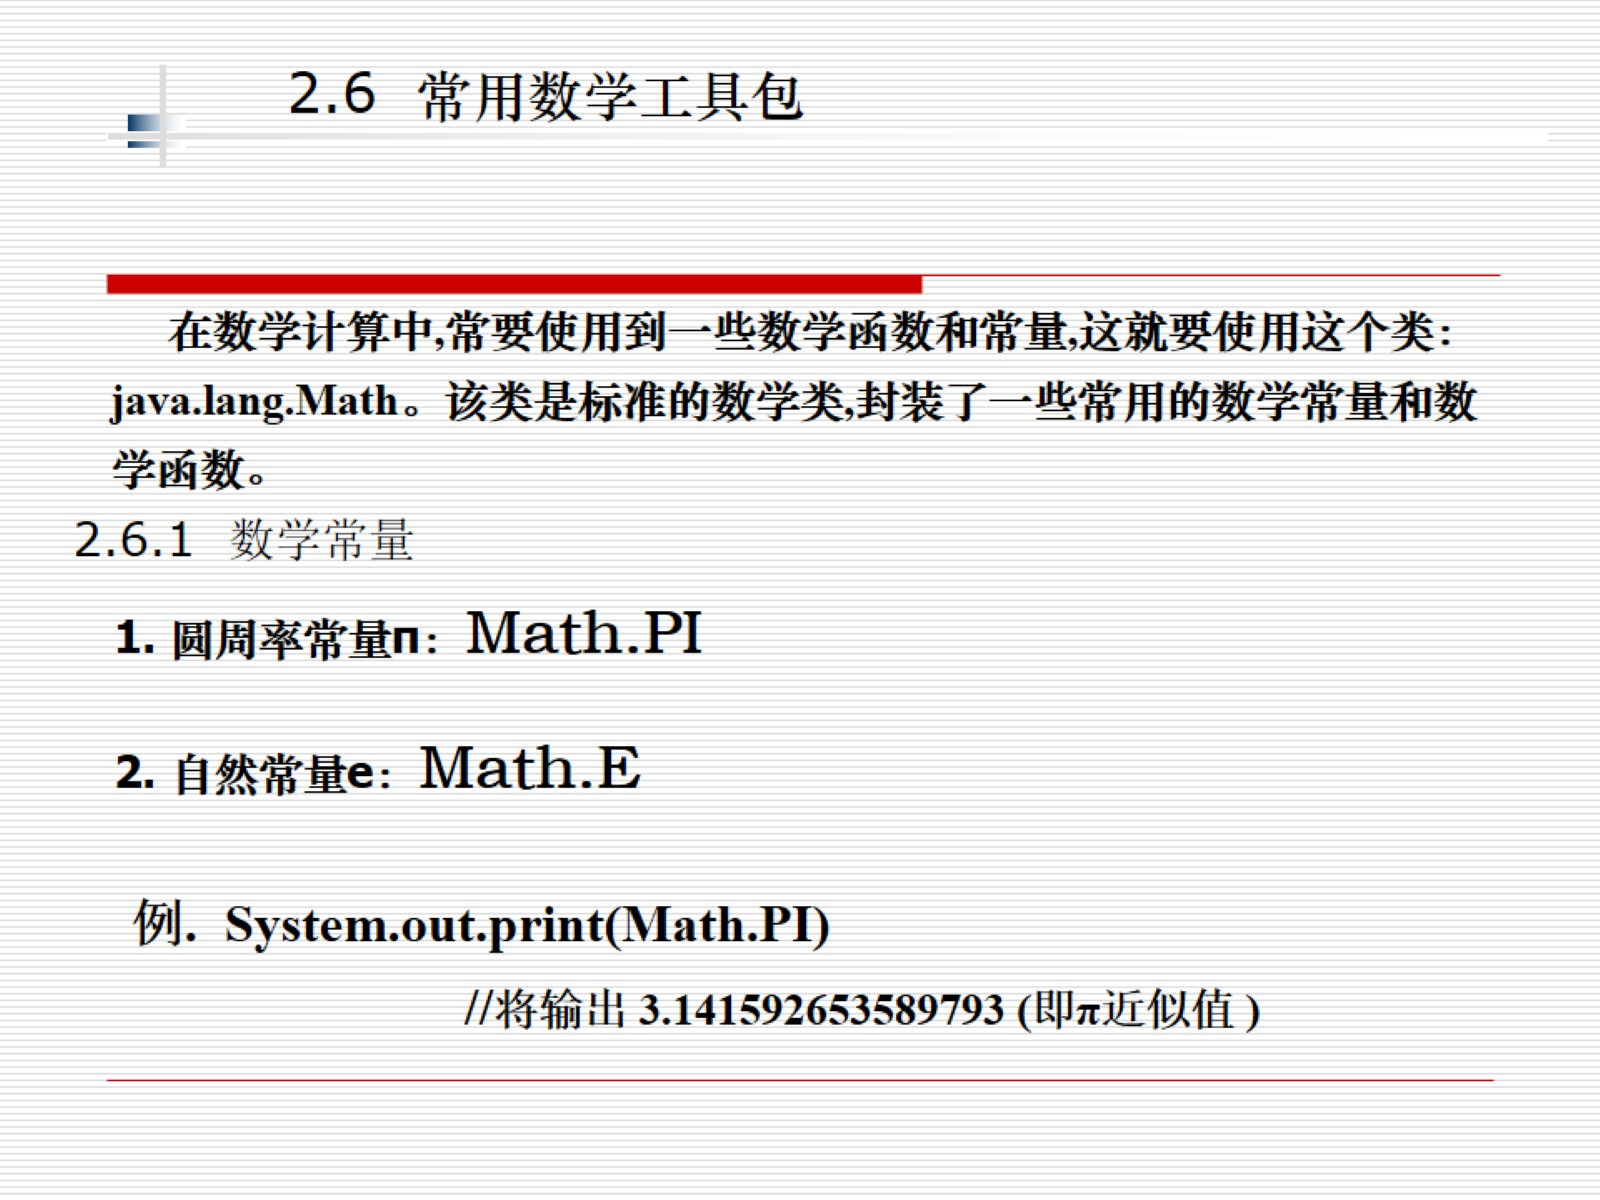 2.6 常用数学工具包
在数学计算中,常要使用到一些数学函数和常量,这就要使用这个类：
java.lang.Math。该类是标准的数学类,封装了一些常用的数学常量和数
学函数。
2.6.1 数学常量
1. 圆周率常量п：Math.PI
2. 自然常量e：Math.E
例. System.out.print(Math.PI)
//将输出 3.141592653589793 (即π近似值 )